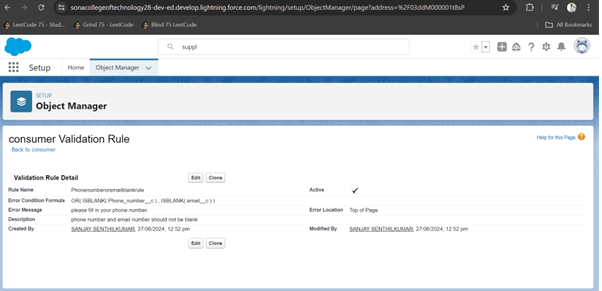 sonacollegeoftechnology28-dev-ed.develop.lightning.force.com/lightning/setup/ObjectManager/page?address=%2F03ddM000001t8sP
LeetCode 75 - Stud... Grind 75 - LeetCode Blind 75 LeetCode All Bookmarks
suppl
Setup Home Object Manager
SETUP
Object Manager
consumer Validation Rule
Back to consumer
Help for this Page
Validation Rule Detail Edit Clone
Rule Name Phonenumberoremailblankrule Active
Error Condition Formula OR( ISBLANK( Phone_number__c ) , ISBLANK( email__c ) )
Error Message please fill in your phone number. Error Location Top of Page
Description phone number and email number should not be blank
Created By SANJAY SENTHILKUMAR, 27/06/2024, 12:52 pm Modified By SANJAY SENTHILKUMAR, 27/06/2024, 12:52 pm
Edit Clone